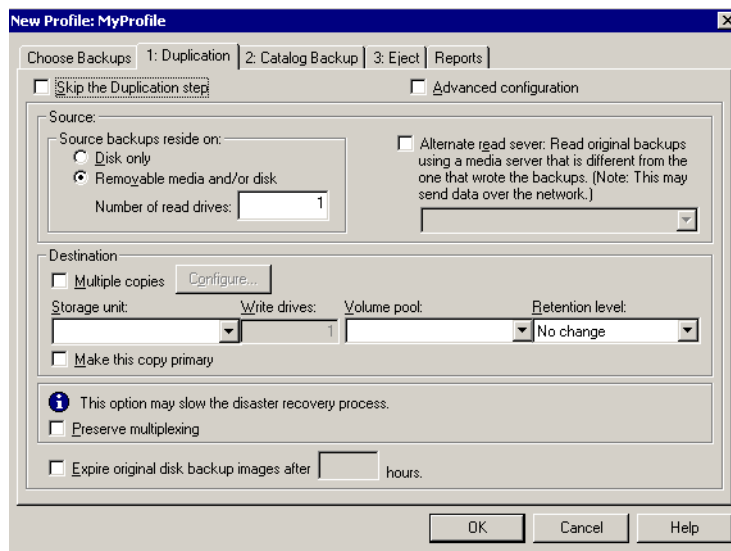 New Profile: MyProfile
Choose Backups 1: Duplication 2: Catalog Backup 3: Eject Reports
Skip the Duplication step Advanced configuration
Source:
Source backups reside on:
Disk only
Removable media and/or disk
Number of read drives: 1
Alternate read sever: Read original backups
using a media server that is different from the
one that wrote the backups. (Note: This may
send data over the network.)
Destination
Multiple copies Configure...
Storage unit: Write drives: Volume pool: Retention level:
1 No change
Make this copy primary
This option may slow the disaster recovery process.
Preserve multiplexing
Expire original disk backup images after hours.
OK Cancel Help